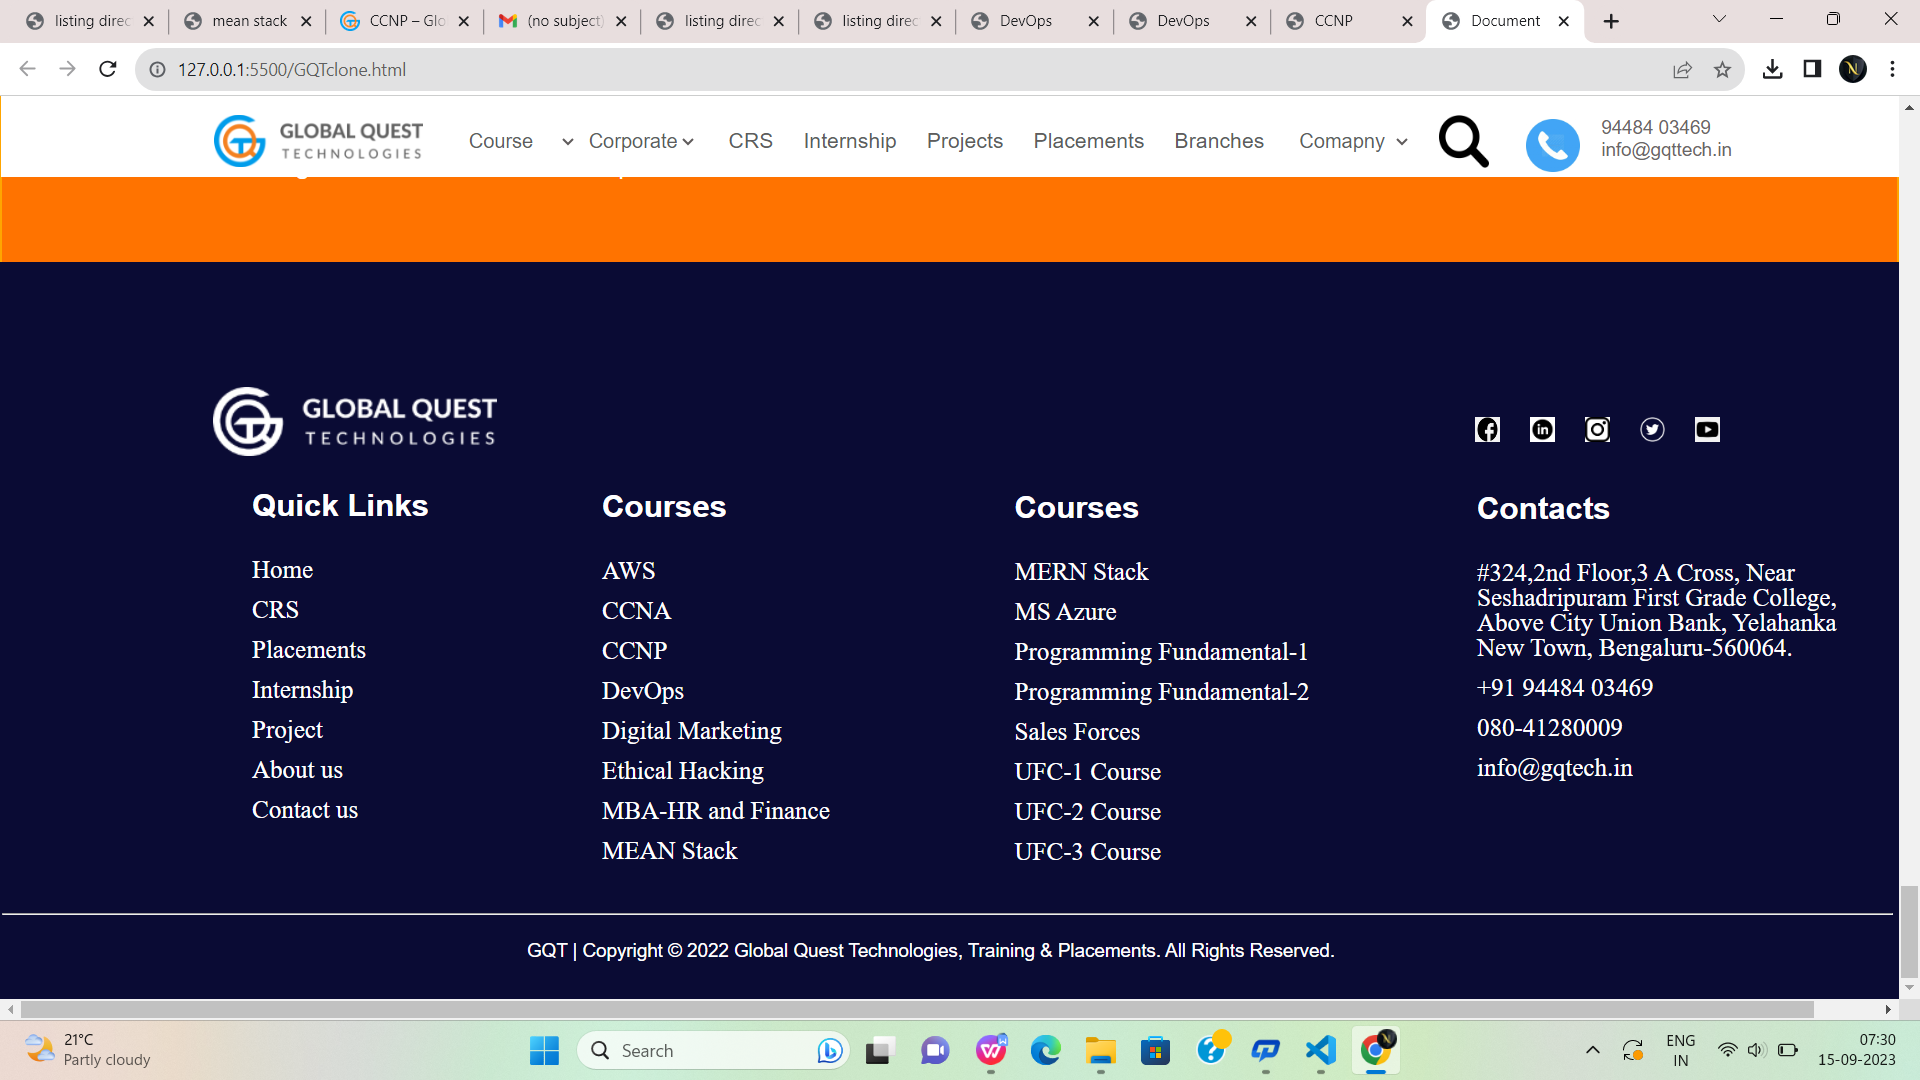 listing direc
mean stack
CCNP – Glo
(no subject)
listing direc
listing direc
DevOps
DevOps
CCNP
Document
127.0.0.1:5500/GQTclone.html
GLOBAL QUEST
TECHNOLOGIES
Course
Corporate
CRS
Internship
Projects
Placements
Branches
Comapny
94484 03469
info@gqttech.in
GLOBAL QUEST
TECHNOLOGIES
Quick Links
Home
CRS
Placements
Internship
Project
About us
Contact us
Courses
AWS
CCNA
CCNP
DevOps
Digital Marketing
Ethical Hacking
MBA-HR and Finance
MEAN Stack
Courses
MERN Stack
MS Azure
Programming Fundamental-1
Programming Fundamental-2
Sales Forces
UFC-1 Course
UFC-2 Course
UFC-3 Course
Contacts
#324,2nd Floor,3 A Cross, Near
Seshadripuram First Grade College,
Above City Union Bank, Yelahanka
New Town, Bengaluru-560064.
+91 94484 03469
080-41280009
info@gqtech.in
GQT | Copyright © 2022 Global Quest Technologies, Training & Placements. All Rights Reserved.
21°C
Partly cloudy
Search
ENG
IN
07:30
15-09-2023